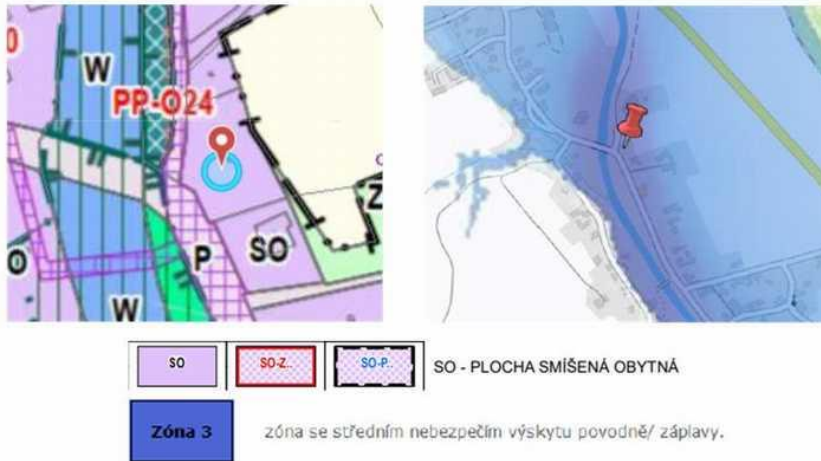 0
W
PP-O24
Z
SO
P
O
W
SO
SO-Z..
SO-P..
SO - PLOCHA SMÍŠENÁ OBYTNÁ
Zóna 3
zóna se středním nebezpečím výskytu povodně/ záplavy.